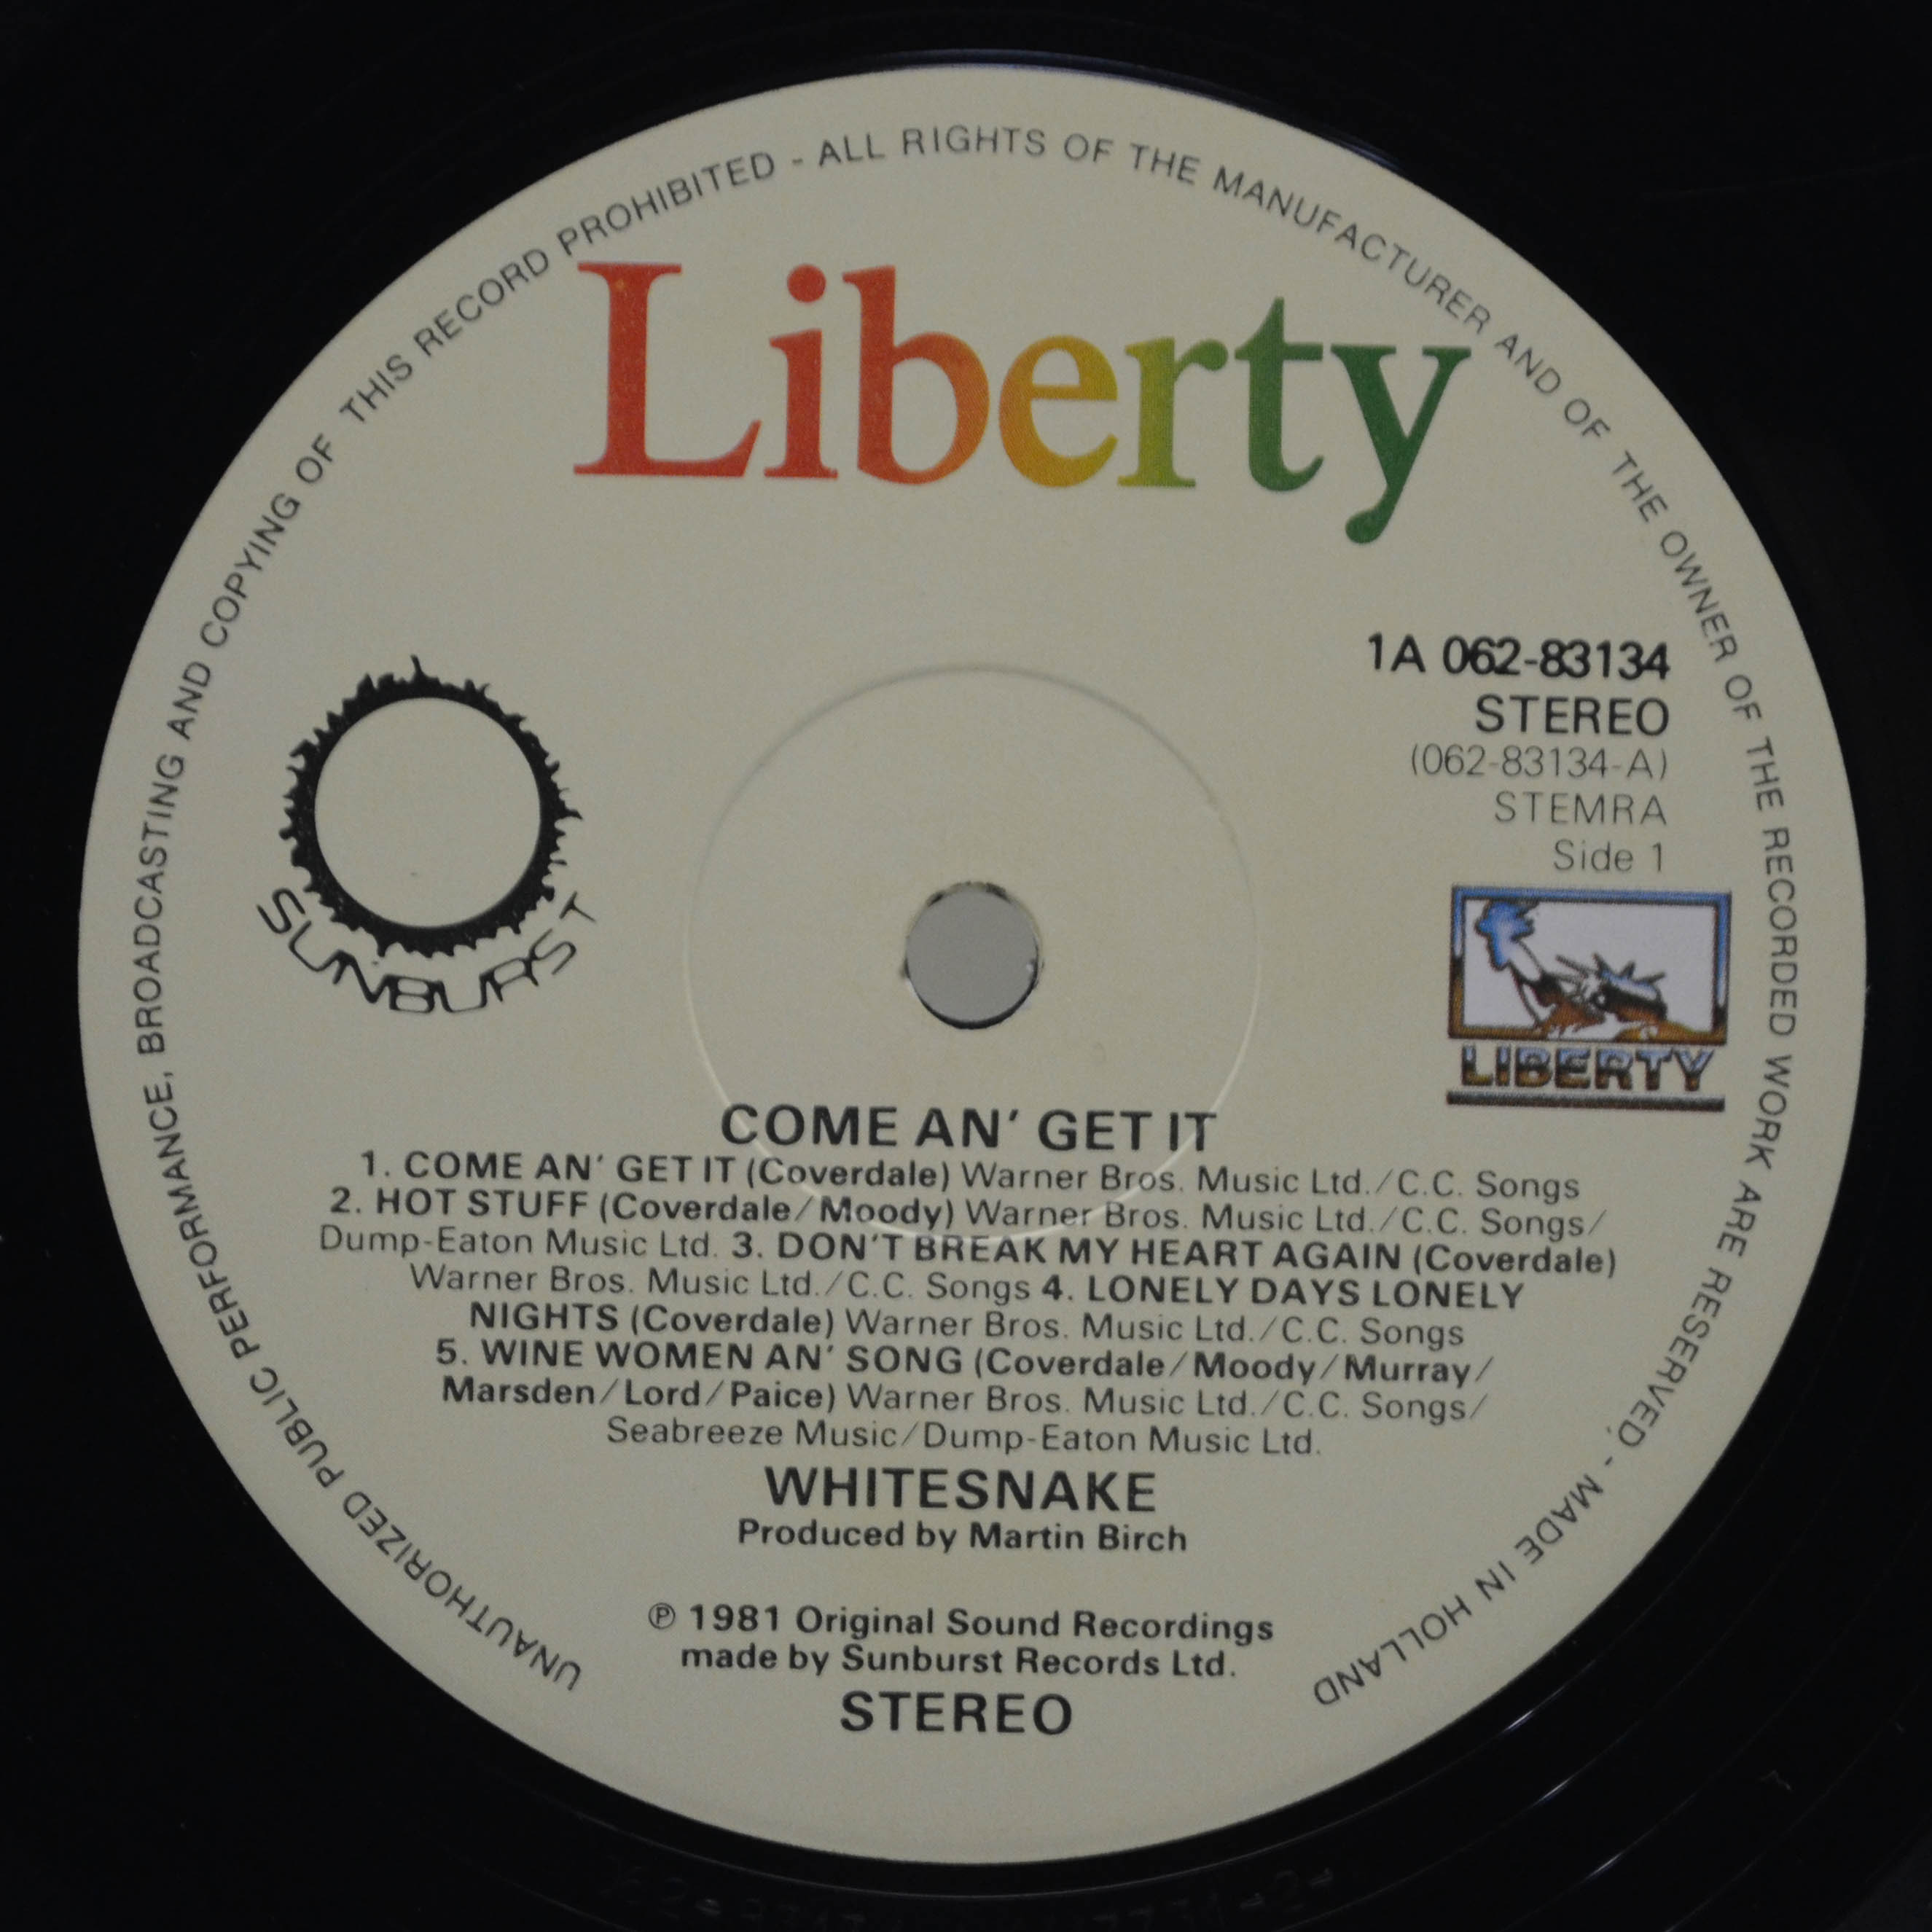 UNAUTHORIZED PUBLIC PERFORMANCE, BROADCASTING AND COPYING OF THIS RECORD PROHIBITED - ALL RIGHTS OF THE MANUFACTURER AND OF THE OWNER OF THE RECORDED WORK ARE RESERVED. - MADE IN HOLLAND
Liberty
1A 062-83134
STEREO
(062-83134-A)
STEMRA
Side 1
SUNBURST
LIBERTY
COME AN' GET IT
1. COME AN' GET IT (Coverdale) Warner Bros. Music Ltd./C.C. Songs
2. HOT STUFF (Coverdale/Moody) Warner Bros. Music Ltd./C.C. Songs/
Dump-Eaton Music Ltd. 3. DON'T BREAK MY HEART AGAIN (Coverdale)
Warner Bros. Music Ltd./C.C. Songs 4. LONELY DAYS LONELY
NIGHTS (Coverdale) Warner Bros. Music Ltd./C.C. Songs
5. WINE WOMEN AN' SONG (Coverdale/Moody/Murray/
Marsden/Lord/Paice) Warner Bros. Music Ltd./C.C. Songs/
Seabreeze Music/Dump-Eaton Music Ltd.
WHITESNAKE
Produced by Martin Birch
℗ 1981 Original Sound Recordings
made by Sunburst Records Ltd.
STEREO